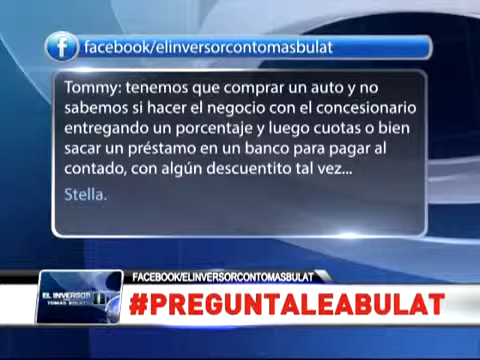 facebook/elinversorcontomasbulat
Tommy: tenemos que comprar un auto y no
sabemos si hacer el negocio con el concesionario
entregando un porcentaje y luego cuotas o bien
sacar un préstamo en un banco para pagar al
contado, con algún descuentito tal vez...
Stella.
FACEBOOK/ELINVERSORCONTOMASBULAT
EL INVERSOR
TOMAS BULAT
#PREGUNTALEABULAT